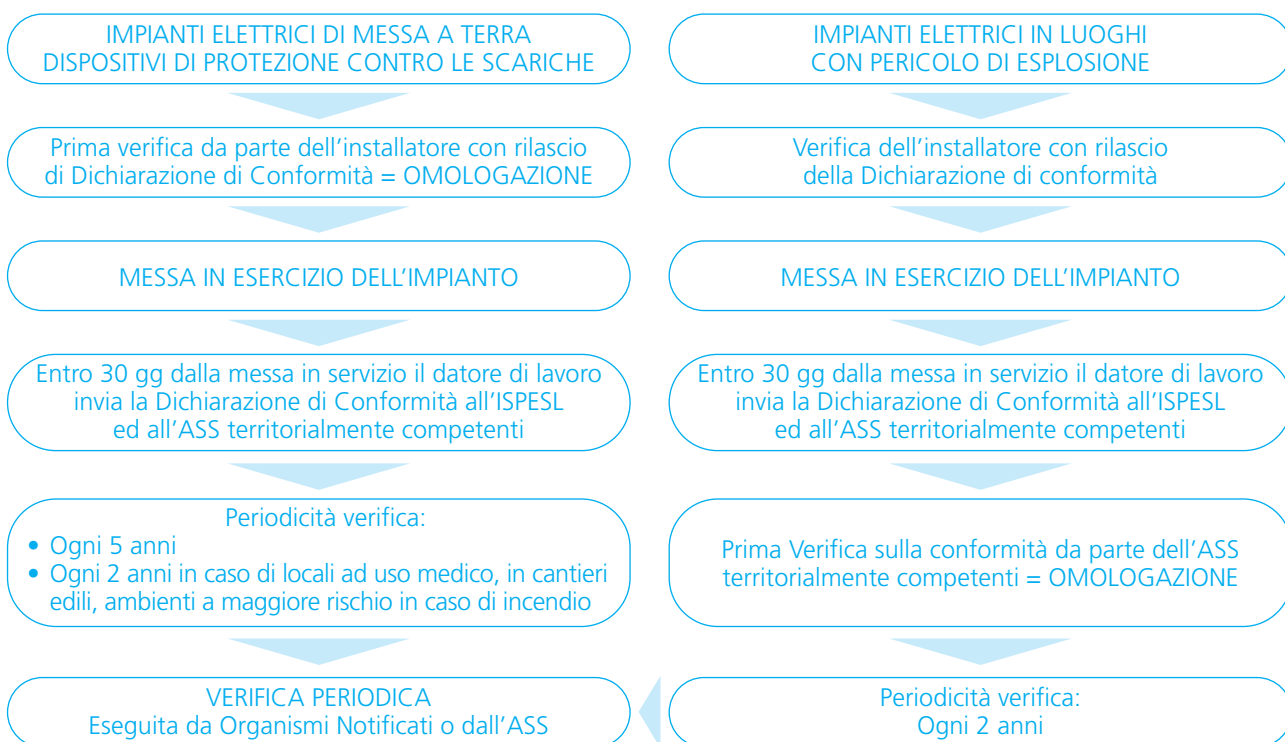 IMPIANTI ELETTRICI DI MESSA A TERRA
DISPOSITIVI DI PROTEZIONE CONTRO LE SCARICHE
Prima verifica da parte dell'installatore con rilascio
di Dichiarazione di Conformità = OMOLOGAZIONE
MESSA IN ESERCIZIO DELL'IMPIANTO
Entro 30 gg dalla messa in servizio il datore di lavoro
invia la Dichiarazione di Conformità all'ISPESL
ed all'ASS territorialmente competenti
Periodicità verifica:
• Ogni 5 anni
• Ogni 2 anni in caso di locali ad uso medico, in cantieri
edili, ambienti a maggiore rischio in caso di incendio
VERIFICA PERIODICA
Eseguita da Organismi Notificati o dall'ASS
IMPIANTI ELETTRICI IN LUOGHI
CON PERICOLO DI ESPLOSIONE
Verifica dell'installatore con rilascio
della Dichiarazione di conformità
MESSA IN ESERCIZIO DELL'IMPIANTO
Entro 30 gg dalla messa in servizio il datore di lavoro
invia la Dichiarazione di Conformità all'ISPESL
ed all'ASS territorialmente competenti
Prima Verifica sulla conformità da parte dell'ASS
territorialmente competenti = OMOLOGAZIONE
Periodicità verifica:
Ogni 2 anni